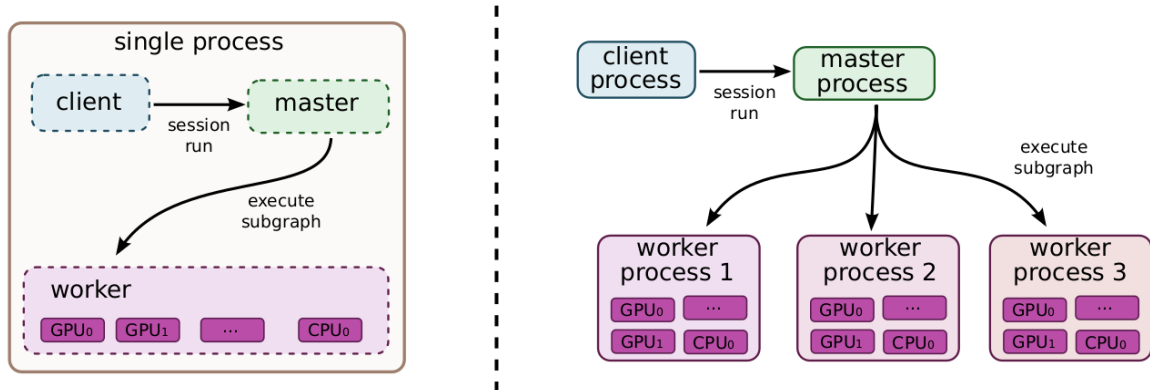 single process
client
master
session
run
execute
subgraph
worker
GPU₀ GPU₁ ... CPU₀
client
process
master
process
session
run
execute
subgraph
worker
process 1
GPU₀ ...
GPU₁ CPU₀
worker
process 2
GPU₀ ...
GPU₁ CPU₀
worker
process 3
GPU₀ ...
GPU₁ CPU₀